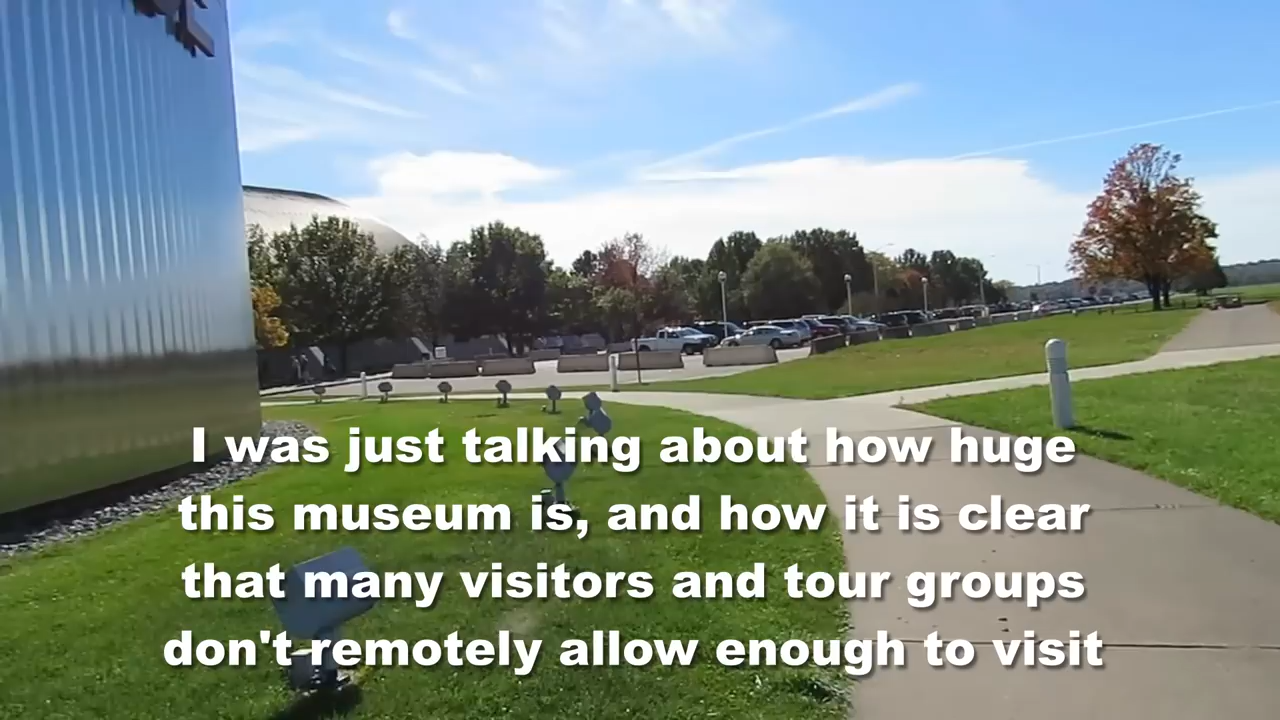 I was just talking about how huge
this museum is, and how it is clear
that many visitors and tour groups
don't remotely allow enough to visit